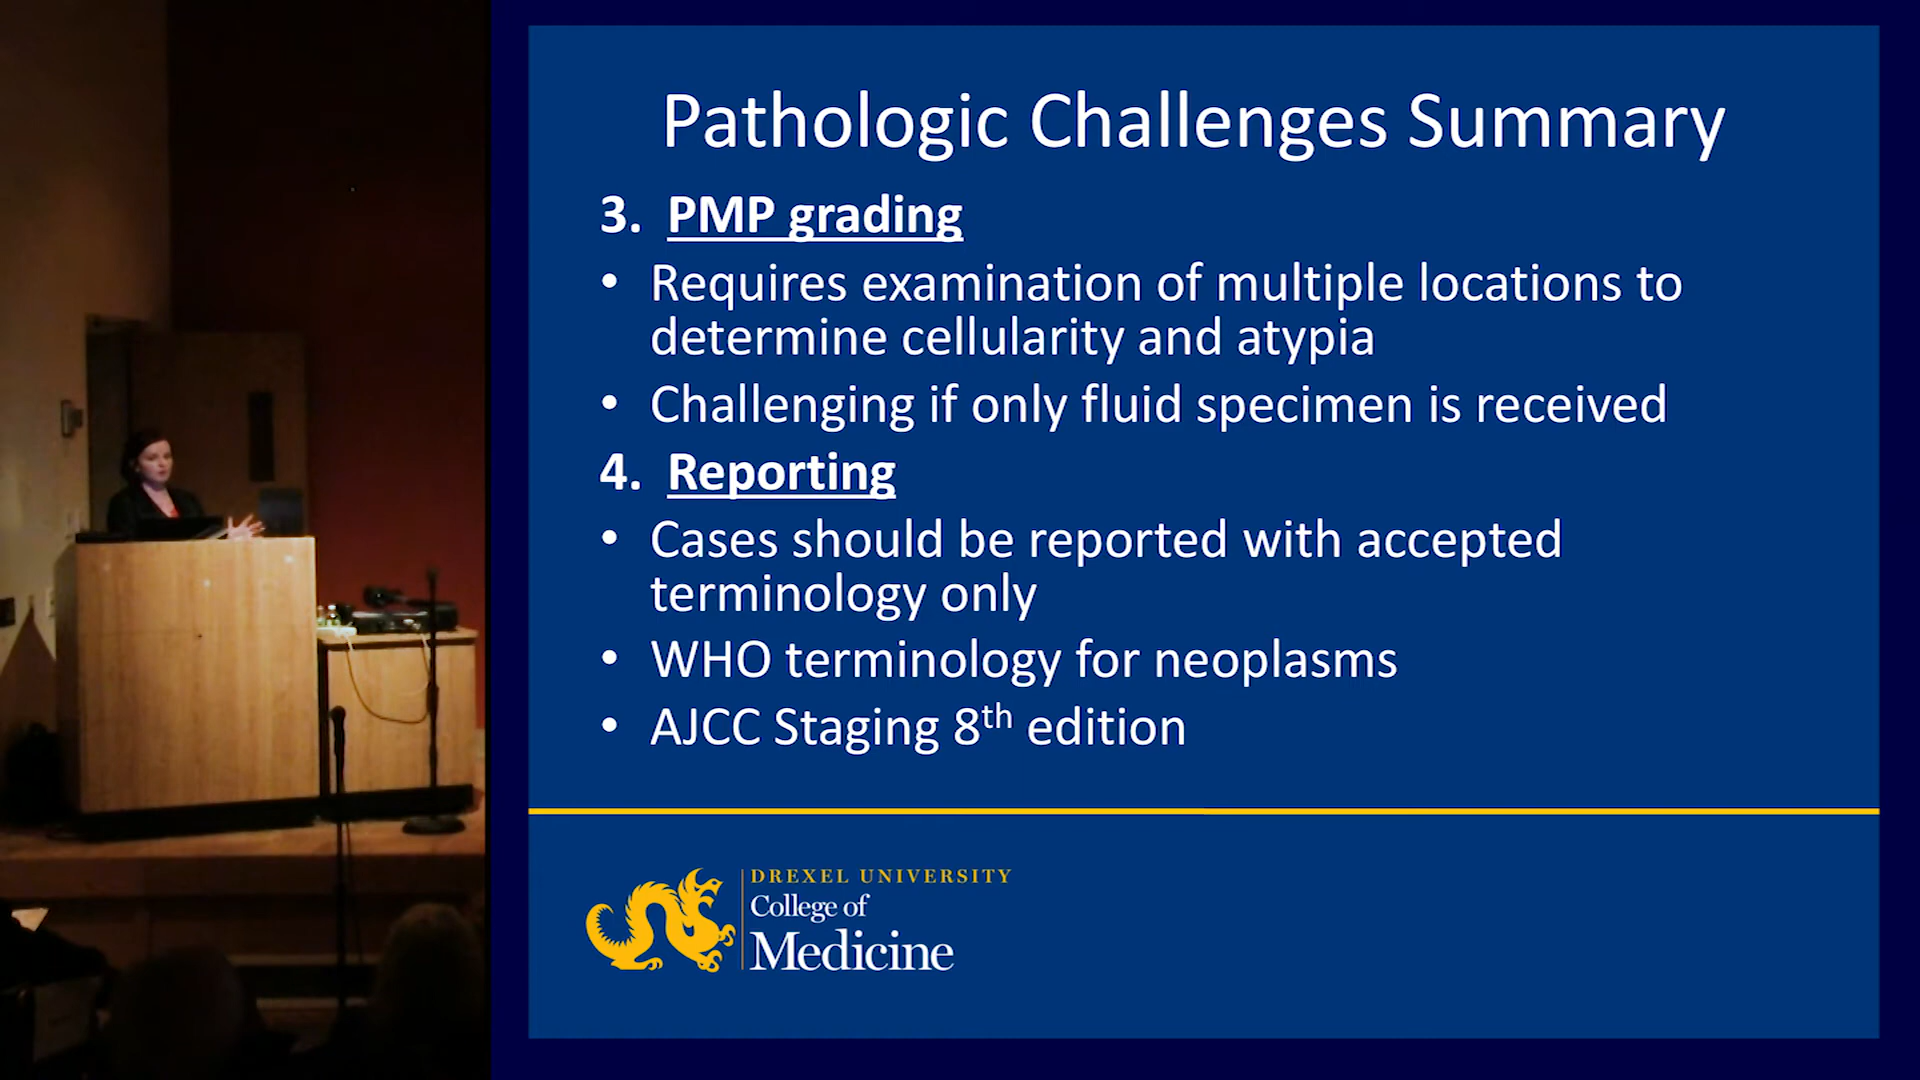 Pathologic Challenges Summary
3. PMP grading
• Requires examination of multiple locations to
determine cellularity and atypia
• Challenging if only fluid specimen is received
4. Reporting
• Cases should be reported with accepted
terminology only
• WHO terminology for neoplasms
• AJCC Staging 8th edition
DREXEL UNIVERSITY
College of
Medicine